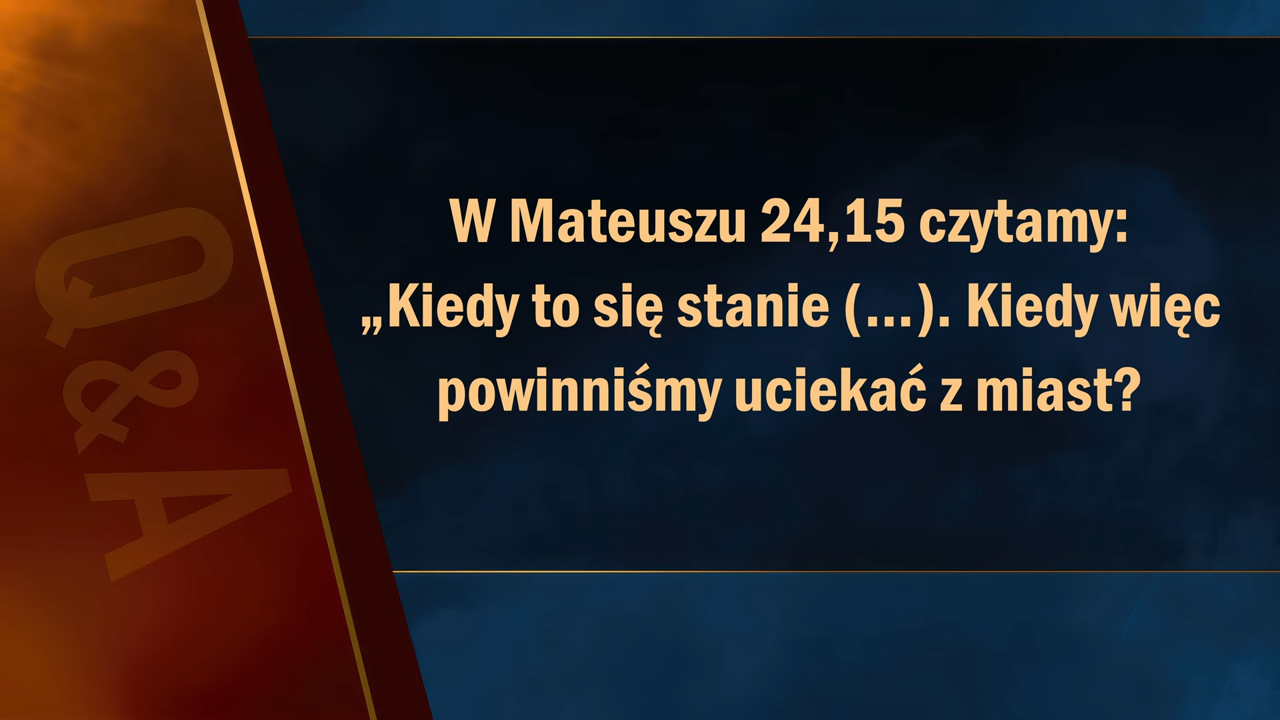 Q & A
W Mateuszu 24,15 czytamy:
„Kiedy to się stanie (...). Kiedy więc
powinniśmy uciekać z miast?